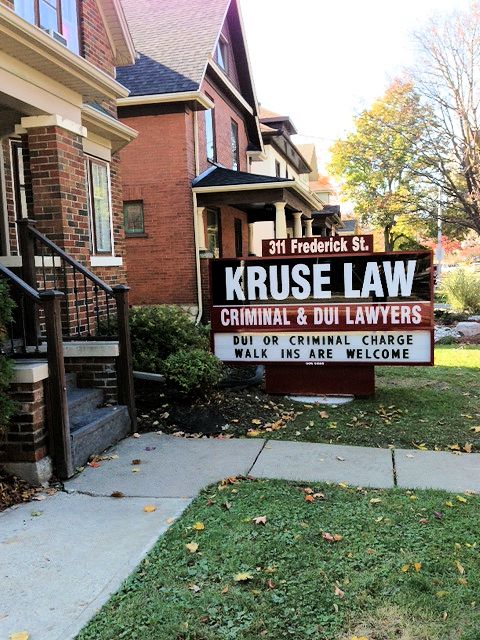 311 Frederick St.
KRUSE LAW
CRIMINAL & DUI LAWYERS
DUI OR CRIMINAL CHARGE
WALK INS ARE WELCOME